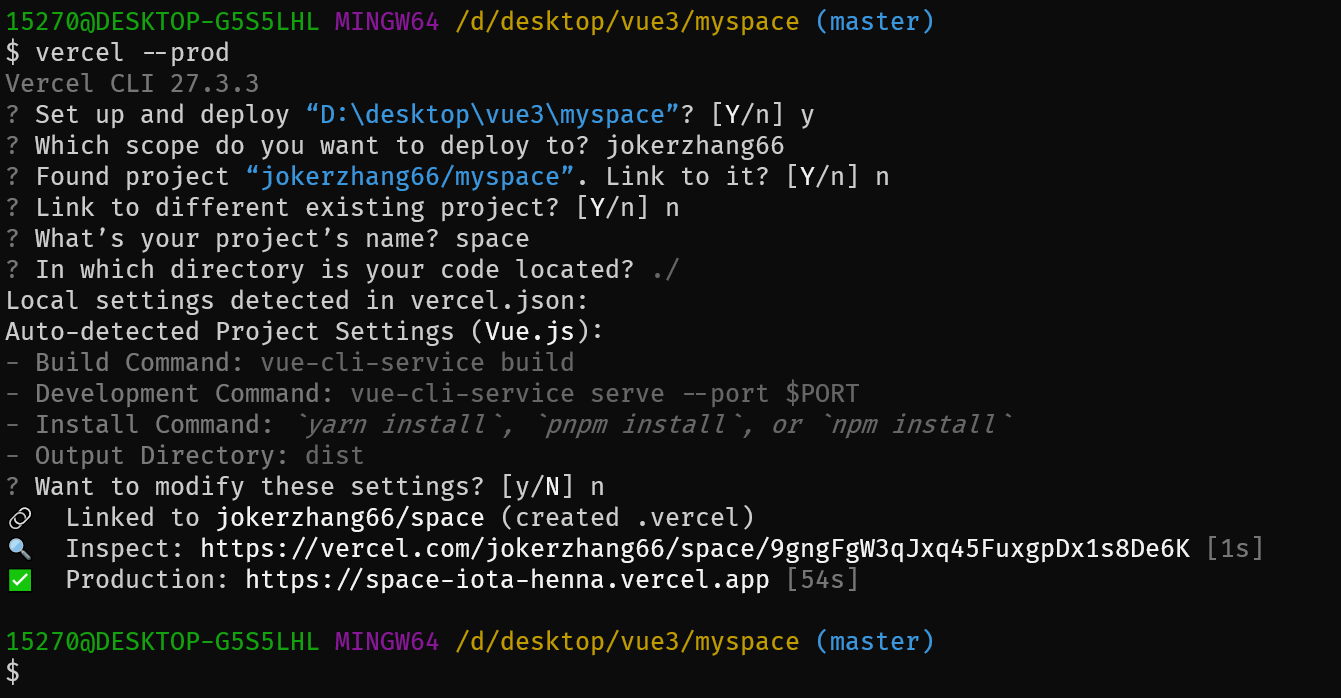 15270@DESKTOP-G5S5LHL MINGW64 /d/desktop/vue3/myspace (master)
$ vercel --prod
Vercel CLI 27.3.3
? Set up and deploy “D:\desktop\vue3\myspace”? [Y/n] y
? Which scope do you want to deploy to? jokerzhang66
? Found project “jokerzhang66/myspace”. Link to it? [Y/n] n
? Link to different existing project? [Y/n] n
? What’s your project’s name? space
? In which directory is your code located? ./
Local settings detected in vercel.json:
Auto-detected Project Settings (Vue.js):
- Build Command: vue-cli-service build
- Development Command: vue-cli-service serve --port $PORT
- Install Command: `yarn install`, `pnpm install`, or `npm install`
- Output Directory: dist
? Want to modify these settings? [y/N] n
🔗  Linked to jokerzhang66/space (created .vercel)
🔍  Inspect: https://vercel.com/jokerzhang66/space/9gngFgW3qJxq45FuxgpDx1s8De6K [1s]
✅  Production: https://space-iota-henna.vercel.app [54s]
15270@DESKTOP-G5S5LHL MINGW64 /d/desktop/vue3/myspace (master)
$